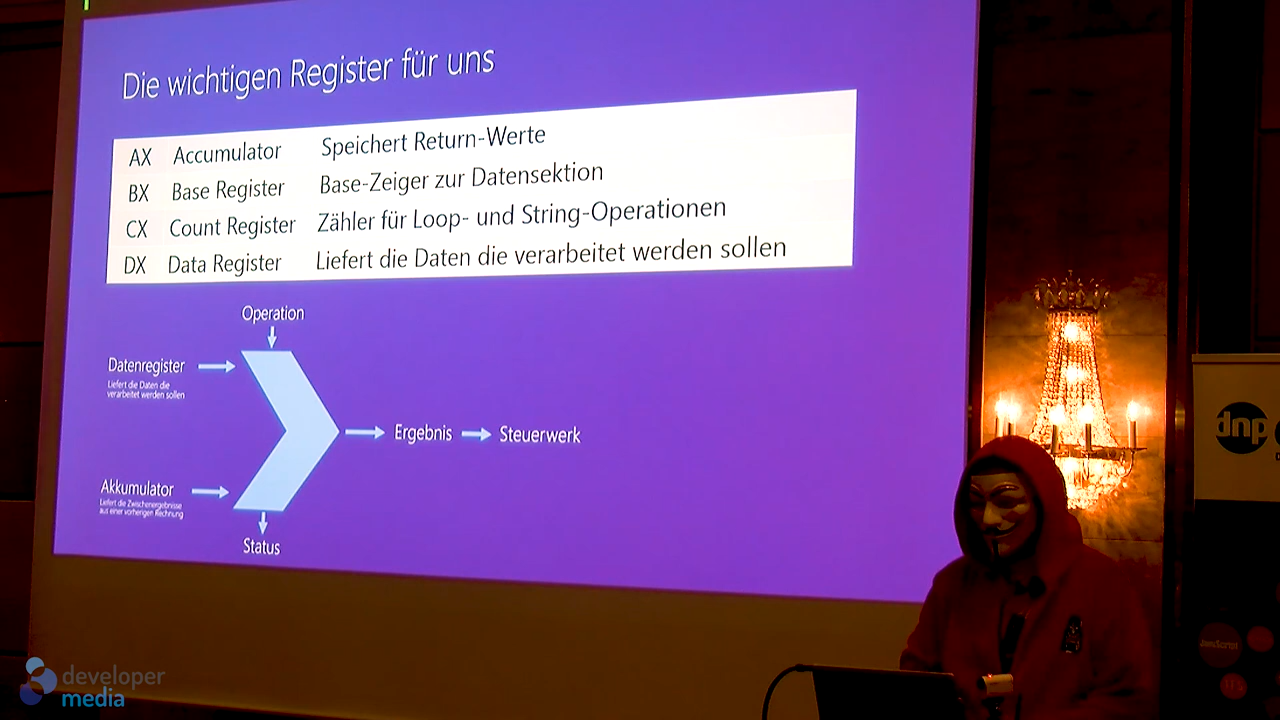 Die wichtigen Register für uns
AX Accumulator Speichert Return-Werte
BX Base Register Base-Zeiger zur Datensektion
CX Count Register Zähler für Loop- und String-Operationen
DX Data Register Liefert die Daten die verarbeitet werden sollen
Operation
Datenregister
Liefert die Daten die
verarbeitet werden sollen
Ergebnis
Steuerwerk
Akkumulator
Liefert die Zwischenergebnisse
aus einer vorherigen Rechnung
Status
dnp
JavaScript
developer
media